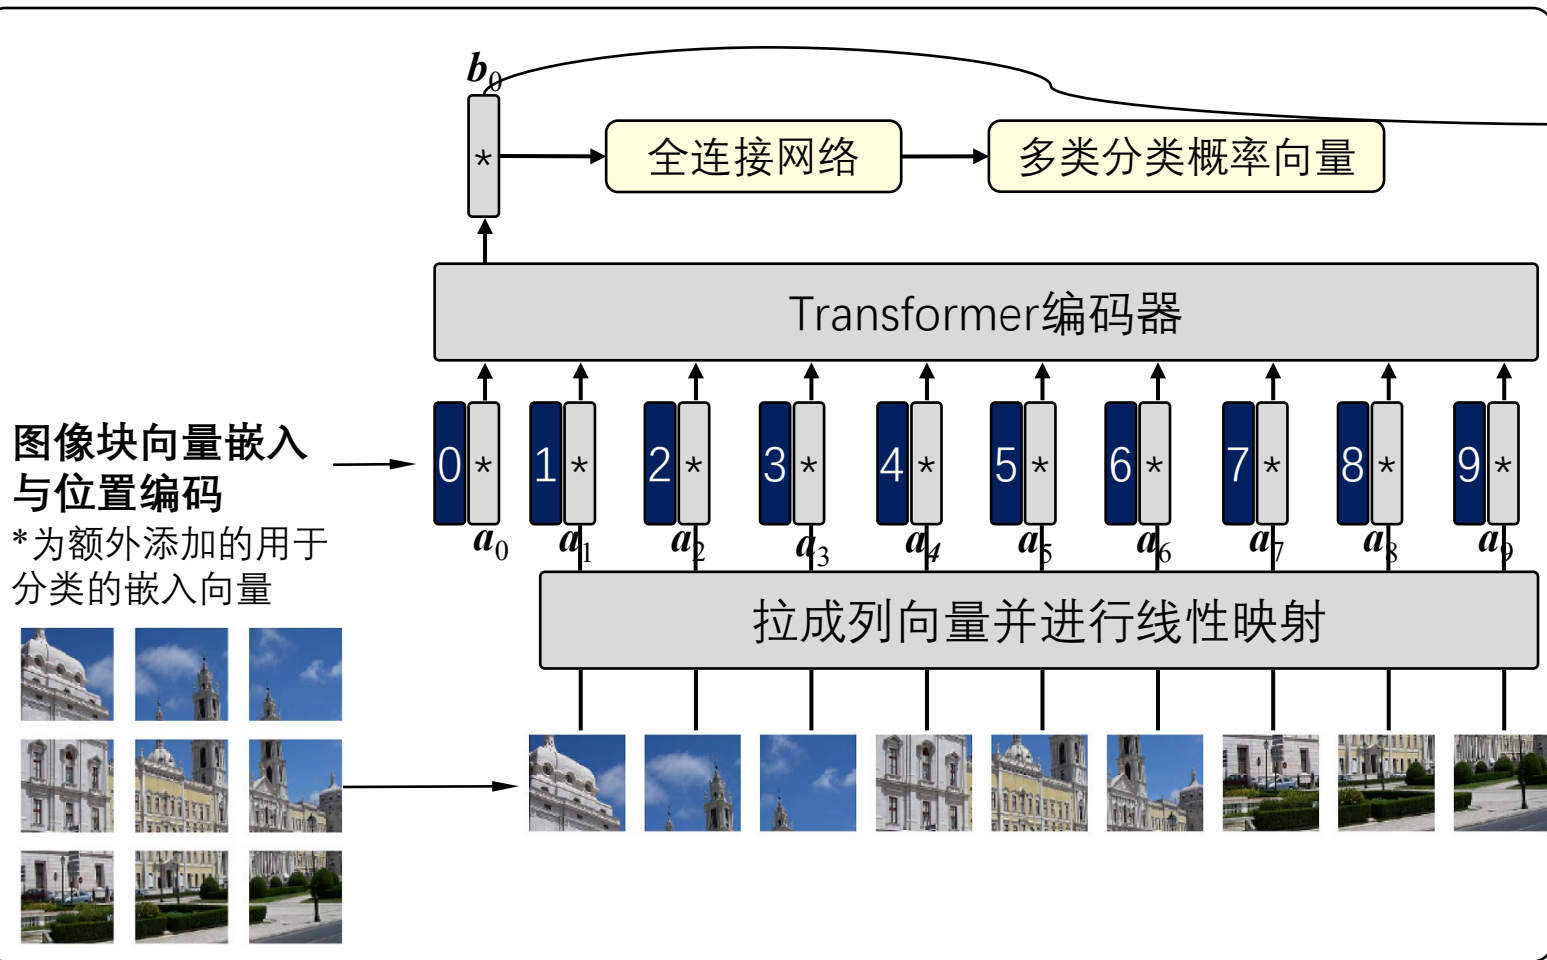 b₀
*
全连接网络
多类分类概率向量
Transformer编码器
图像块向量嵌入
与位置编码
*为额外添加的用于
分类的嵌入向量
0 * 1 * 2 * 3 * 4 * 5 * 6 * 7 * 8 * 9 *
a₀ a₁ a₂ a₃ a₄ a₅ a₆ a₇ a₈ a₉
拉成列向量并进行线性映射